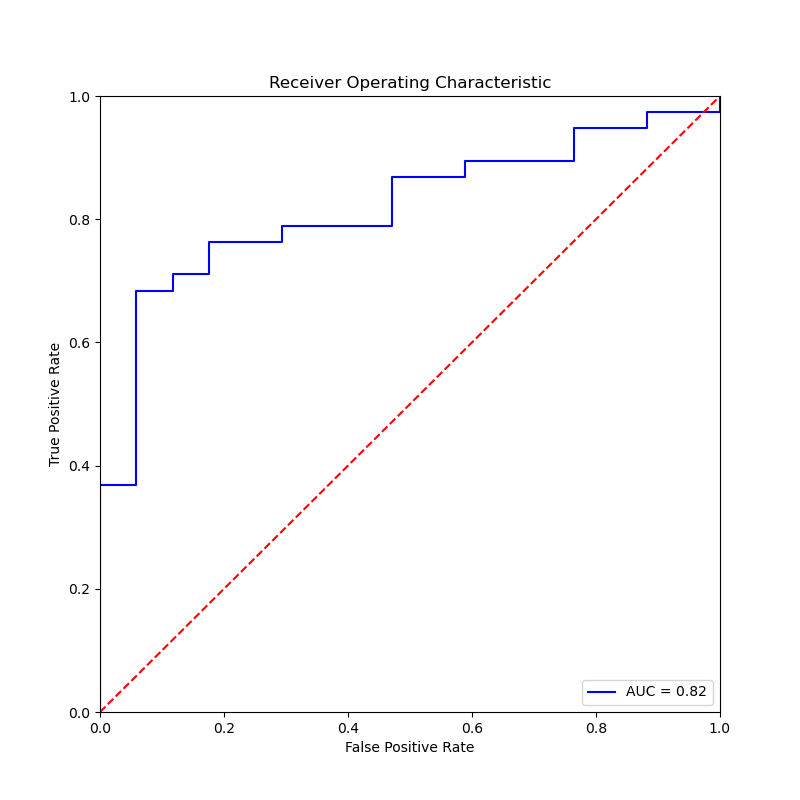 Receiver Operating Characteristic
1.0
0.8
0.6
0.4
0.2
0.0
True Positive Rate
AUC = 0.82
0.0 0.2 0.4 0.6 0.8 1.0
False Positive Rate